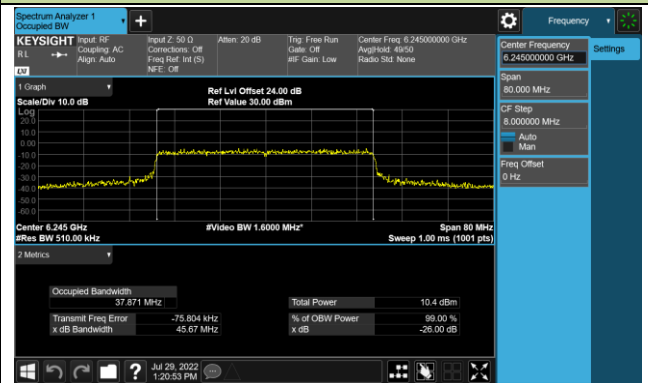 Spectrum Analyzer 1
Occupied BW
+
Frequency
KEYSIGHT
RL
LXI
Input: RF
Coupling: AC
Align: Auto
Input Z: 50 Ω
Corrections: Off
Freq Ref: Int (S)
NFE: Off
Atten: 20 dB
Trig: Free Run
Gate: Off
#IF Gain: Low
Center Freq: 6.245000000 GHz
Avg|Hold: 49/50
Radio Std: None
Center Frequency
6.245000000 GHz
Settings
Span
80.000 MHz
CF Step
8.000000 MHz
Auto
Man
Freq Offset
0 Hz
1 Graph
Scale/Div 10.0 dB
Ref Lvl Offset 24.00 dB
Ref Value 30.00 dBm
Log
20.0
10.0
0.00
-10.0
-20.0
-30.0
-40.0
-50.0
-60.0
Center 6.245 GHz
#Res BW 510.00 kHz
#Video BW 1.6000 MHz*
Span 80 MHz
Sweep 1.00 ms (1001 pts)
2 Metrics
Occupied Bandwidth
37.871 MHz
Total Power 10.4 dBm
Transmit Freq Error -75.804 kHz
% of OBW Power 99.00 %
x dB Bandwidth 45.67 MHz
x dB -26.00 dB
?
Jul 29, 2022
1:20:53 PM